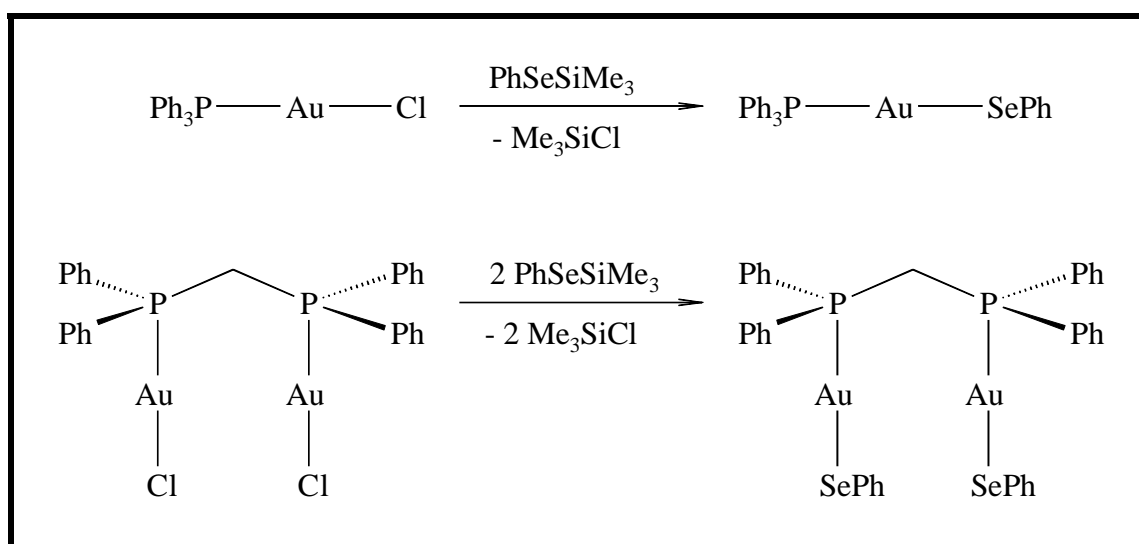 PhSeSiMe3
Ph3P Au Cl Ph3P Au SePh
- Me3SiCl
Ph Ph 2 PhSeSiMe3 Ph Ph
P P P P
Ph Ph - 2 Me3SiCl Ph Ph
Au Au Au Au
Cl Cl SePh SePh